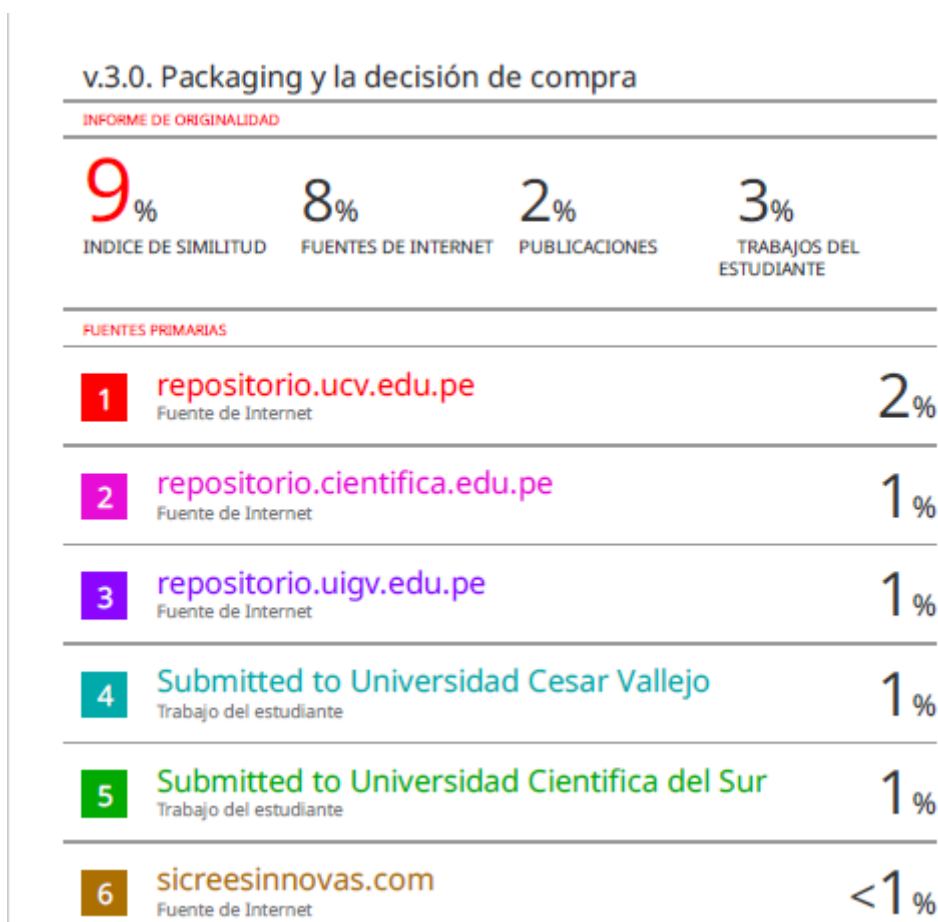 v.3.0. Packaging y la decisión de compra
INFORME DE ORIGINALIDAD
9% 8% 2% 3%
INDICE DE SIMILITUD FUENTES DE INTERNET PUBLICACIONES TRABAJOS DEL
ESTUDIANTE
FUENTES PRIMARIAS
1 repositorio.ucv.edu.pe 2%
Fuente de Internet
2 repositorio.cientifica.edu.pe 1%
Fuente de Internet
3 repositorio.uigv.edu.pe 1%
Fuente de Internet
4 Submitted to Universidad Cesar Vallejo 1%
Trabajo del estudiante
5 Submitted to Universidad Cientifica del Sur 1%
Trabajo del estudiante
6 sicreesinnovas.com <1%
Fuente de Internet